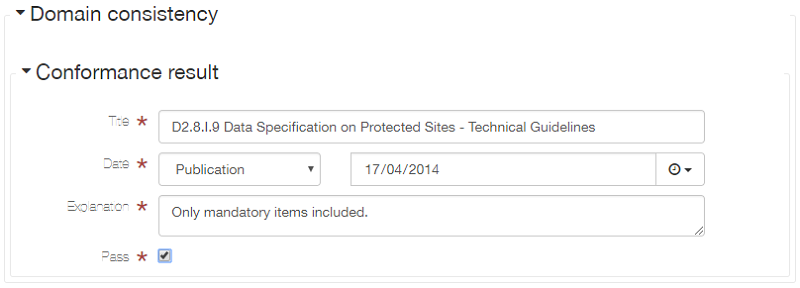 Domain consistency
Conformance result
Title * D2.8.I.9 Data Specification on Protected Sites - Technical Guidelines
Date * Publication 17/04/2014
Explanation * Only mandatory items included.
Pass *